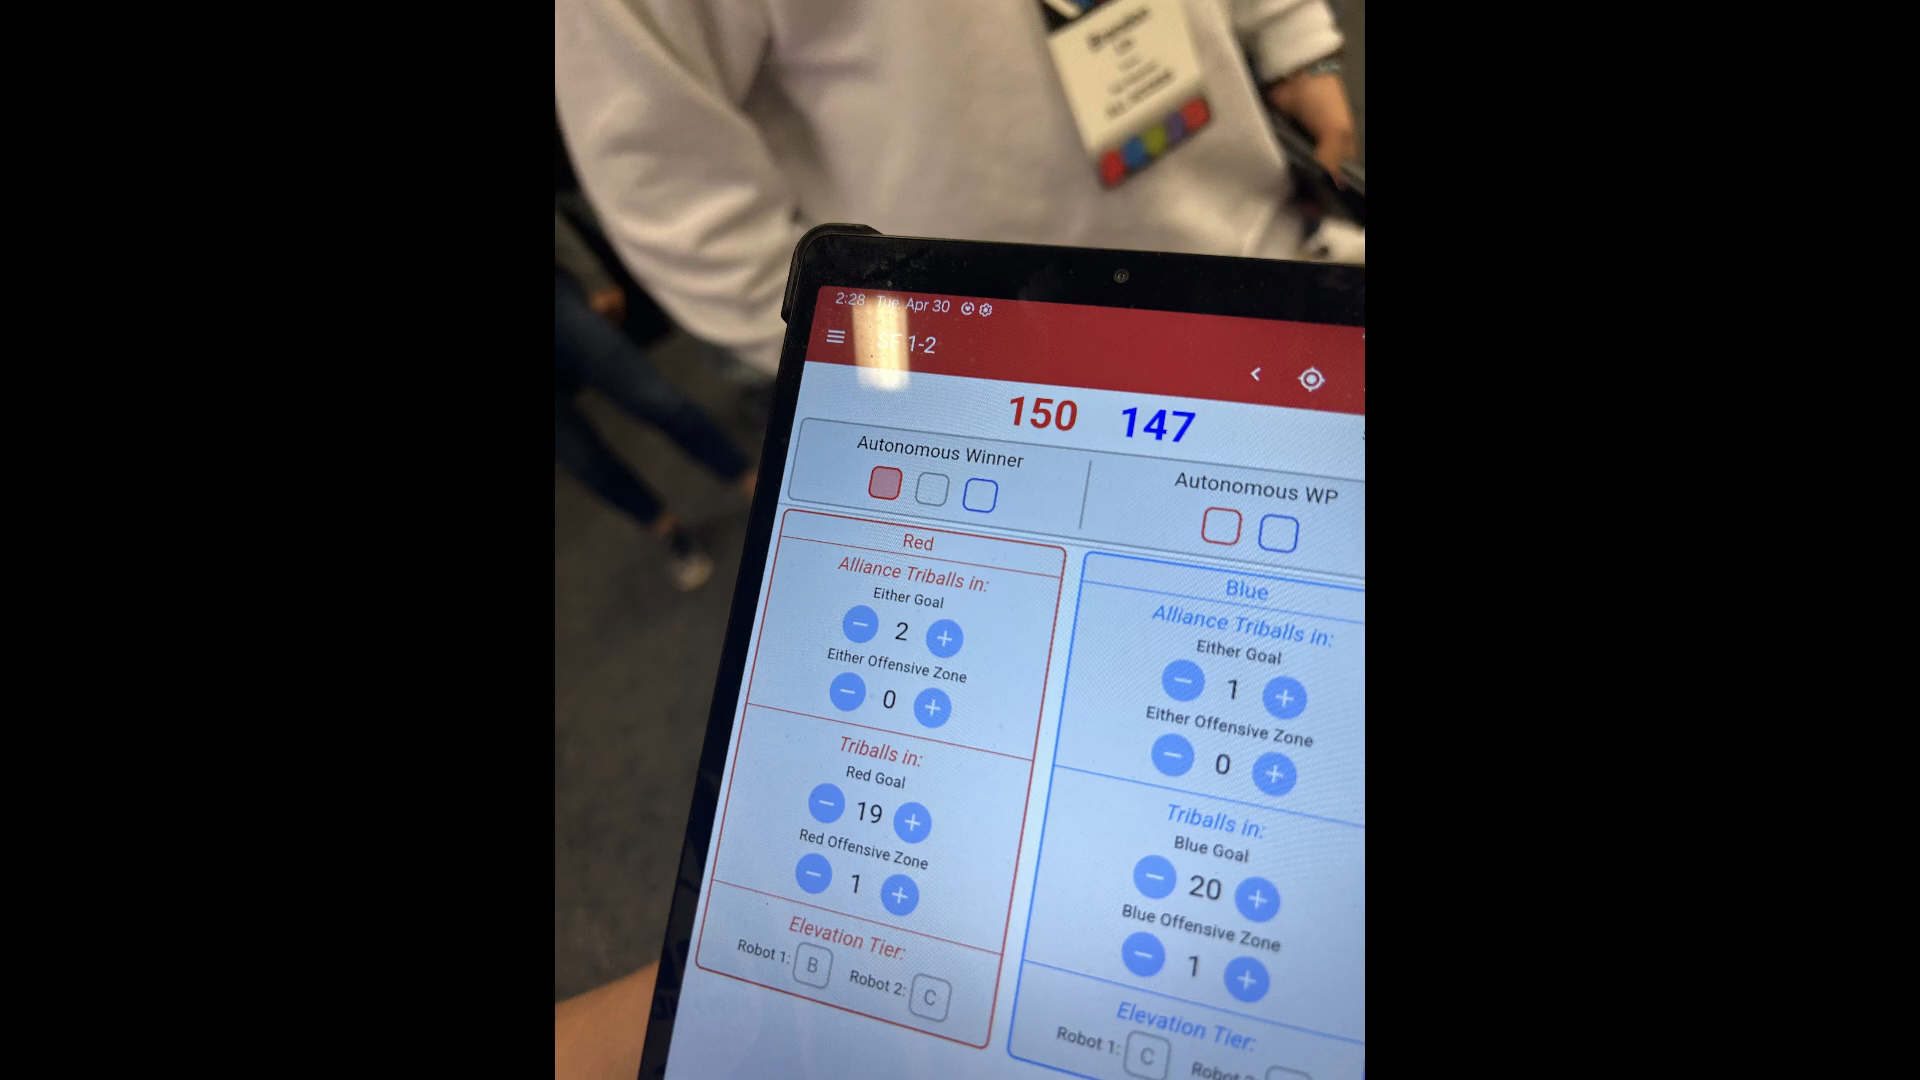 2:28 Tue, Apr 30
SF 1-2
150 147
Autonomous Winner
Autonomous WP
Red
Alliance Triballs in:
Either Goal
2
Either Offensive Zone
0
Triballs in:
Red Goal
19
Red Offensive Zone
1
Elevation Tier:
Robot 1: B Robot 2: C
Blue
Alliance Triballs in:
Either Goal
1
Either Offensive Zone
0
Triballs in:
Blue Goal
20
Blue Offensive Zone
1
Elevation Tier:
Robot 1: C Robot